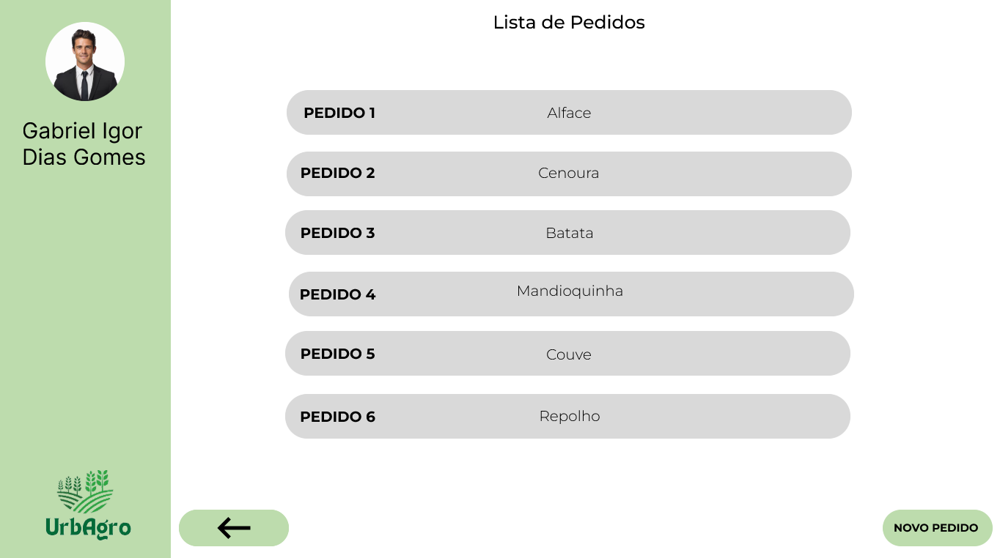 Lista de Pedidos
Gabriel Igor
Dias Gomes
PEDIDO 1 Alface
PEDIDO 2 Cenoura
PEDIDO 3 Batata
PEDIDO 4 Mandioquinha
PEDIDO 5 Couve
PEDIDO 6 Repolho
UrbAgro
NOVO PEDIDO